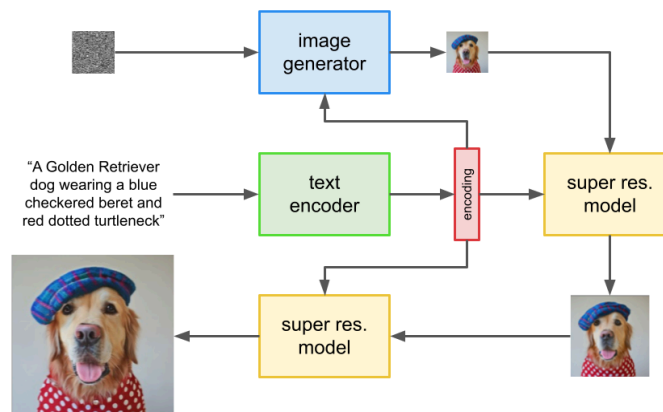 image
generator
“A Golden Retriever
dog wearing a blue
checkered beret and
red dotted turtleneck”
text
encoder
encoding
super res.
model
super res.
model